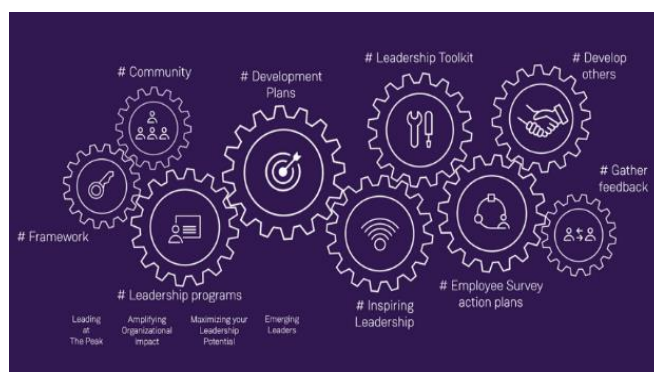 # Community
# Development
Plans
# Leadership Toolkit
# Develop
others
# Gather
feedback
# Framework
# Leadership programs
# Inspiring
Leadership
# Employee Survey
action plans
Leading
at
The Peak
Amplifying
Organizational
Impact
Maximizing your
Leadership
Potential
Emerging
Leaders